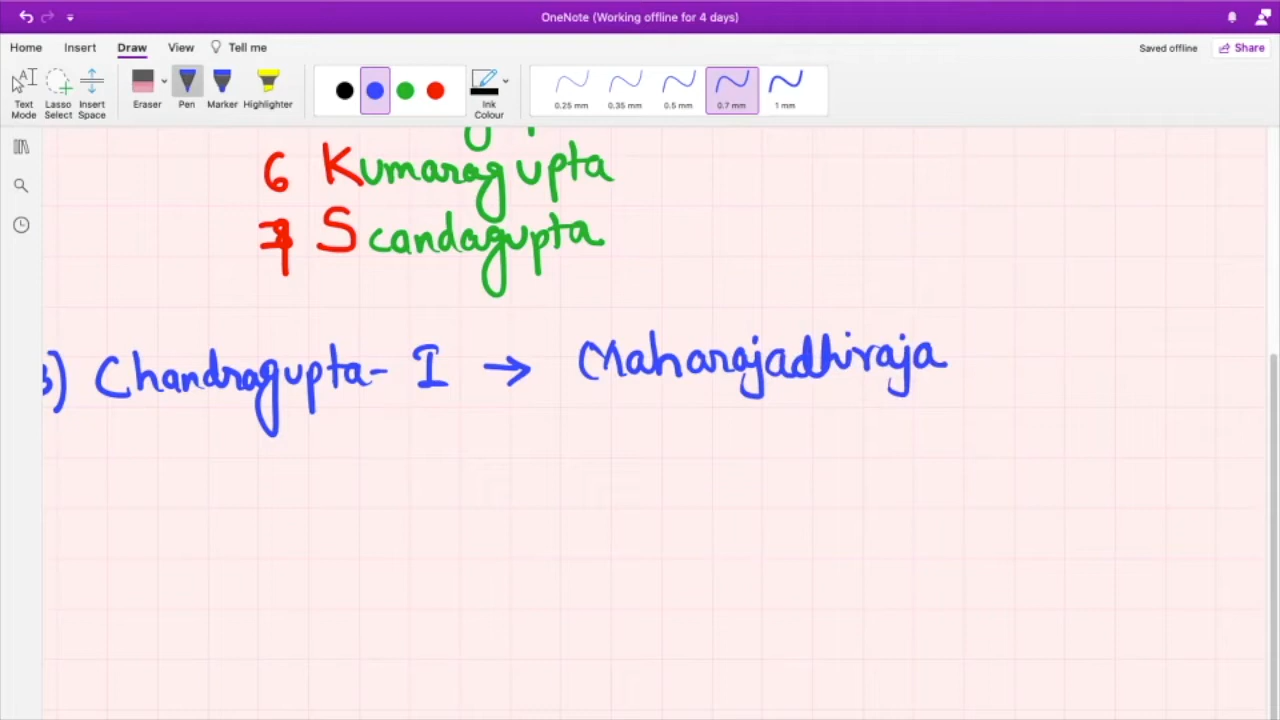 OneNote (Working offline for 4 days)
Home Insert Draw View Tell me
Saved offline Share
Text Mode Lasso Select Insert Space Eraser Pen Marker Highlighter Ink Colour 0.25 mm 0.35 mm 0.5 mm 0.7 mm 1 mm
6 Kumaragupta
7 Scandagupta
3) Chandragupta- I → Maharajadhiraja